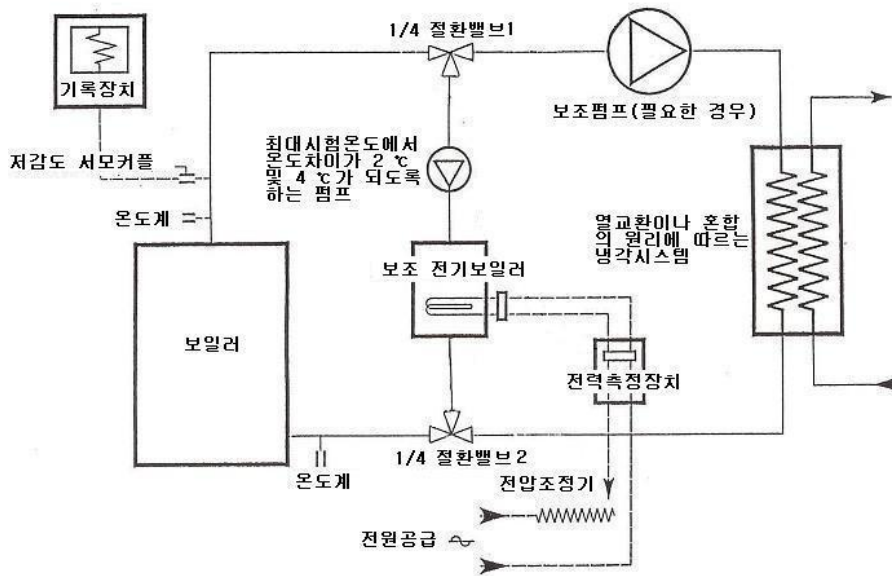 1/4 절환밸브1
기록장치
보조펌프(필요한 경우)
저감도 서모커플
최대시험온도에서
온도차이가 2 ℃
및 4 ℃가 되도록
하는 펌프
온도계
열교환이나 혼합
의 원리에 따르는
냉각시스템
보조 전기보일러
보일러
전력측정장치
1/4 절환밸브2
온도계
전압조정기
전원공급